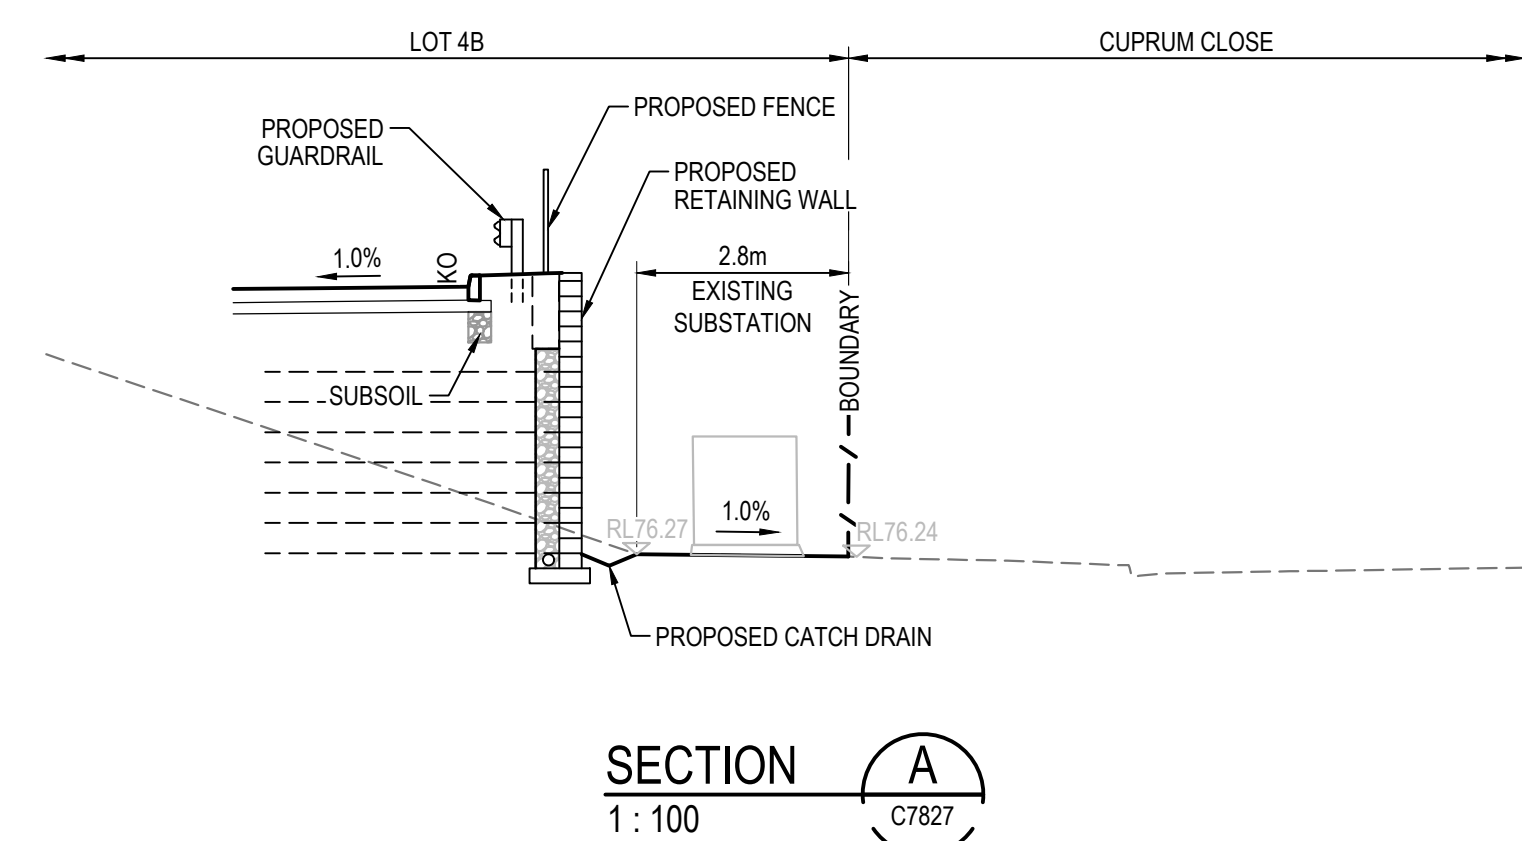 LOT 4B
CUPRUM CLOSE
PROPOSED FENCE
PROPOSED
GUARDRAIL
PROPOSED
RETAINING WALL
1.0%
KO
2.8m
EXISTING
SUBSTATION
BOUNDARY
SUBSOIL
1.0%
RL76.27
RL76.24
PROPOSED CATCH DRAIN
SECTION
1 : 100
A
C7827